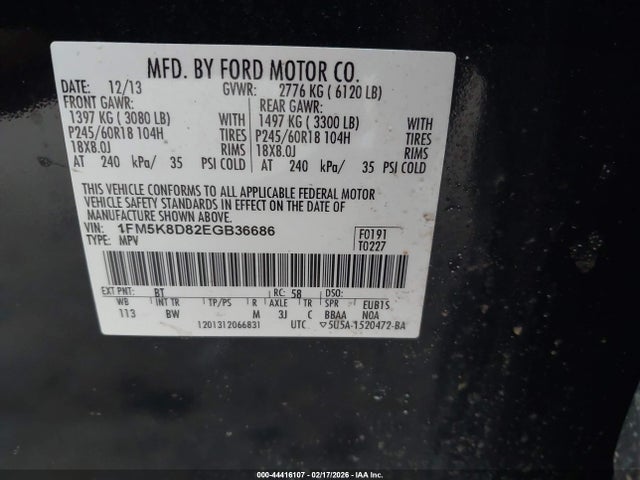 MFD. BY FORD MOTOR CO.
DATE: 12/13 GVWR: 2776 KG ( 6120 LB)
FRONT GAWR: REAR GAWR:
1397 KG ( 3080 LB) WITH 1497 KG ( 3300 LB) WITH
P245/60R18 104H TIRES P245/60R18 104H TIRES
18X8.0J RIMS 18X8.0J RIMS
AT 240 kPa/ 35 PSI COLD AT 240 kPa/ 35 PSI COLD
THIS VEHICLE CONFORMS TO ALL APPLICABLE FEDERAL MOTOR
VEHICLE SAFETY STANDARDS IN EFFECT ON THE DATE OF
MANUFACTURE SHOWN ABOVE.
VIN: 1FM5K8D82EGB36686 F0191
TYPE: MPV T0227
EXT PNT: BT RC: 58 DSO:
WB INT TR TP/PS R AXLE TR SPR EUB1S
113 BW M 3J C BBAA NOA
1201312066831 UTC ▽5U5A-1520472-BA
000-44416107 - 02/17/2026 - IAAI.COM